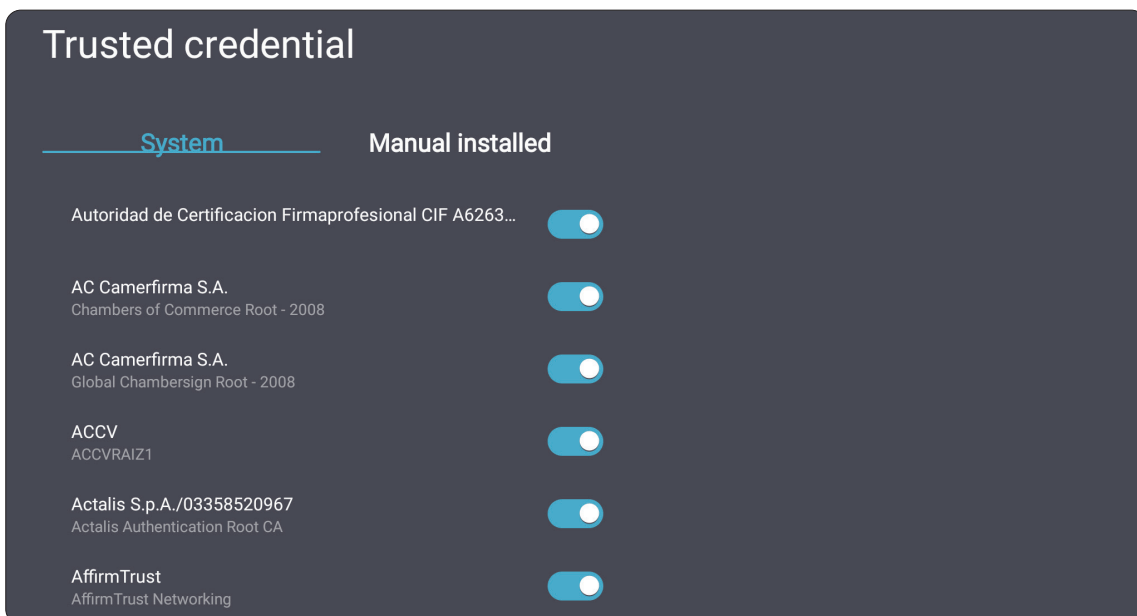 Trusted credential
System
Manual installed
Autoridad de Certificacion Firmaprofesional CIF A6263...
AC Camerfirma S.A.
Chambers of Commerce Root - 2008
AC Camerfirma S.A.
Global Chambersign Root - 2008
ACCV
ACCVRAIZ1
Actalis S.p.A./03358520967
Actalis Authentication Root CA
AffirmTrust
AffirmTrust Networking